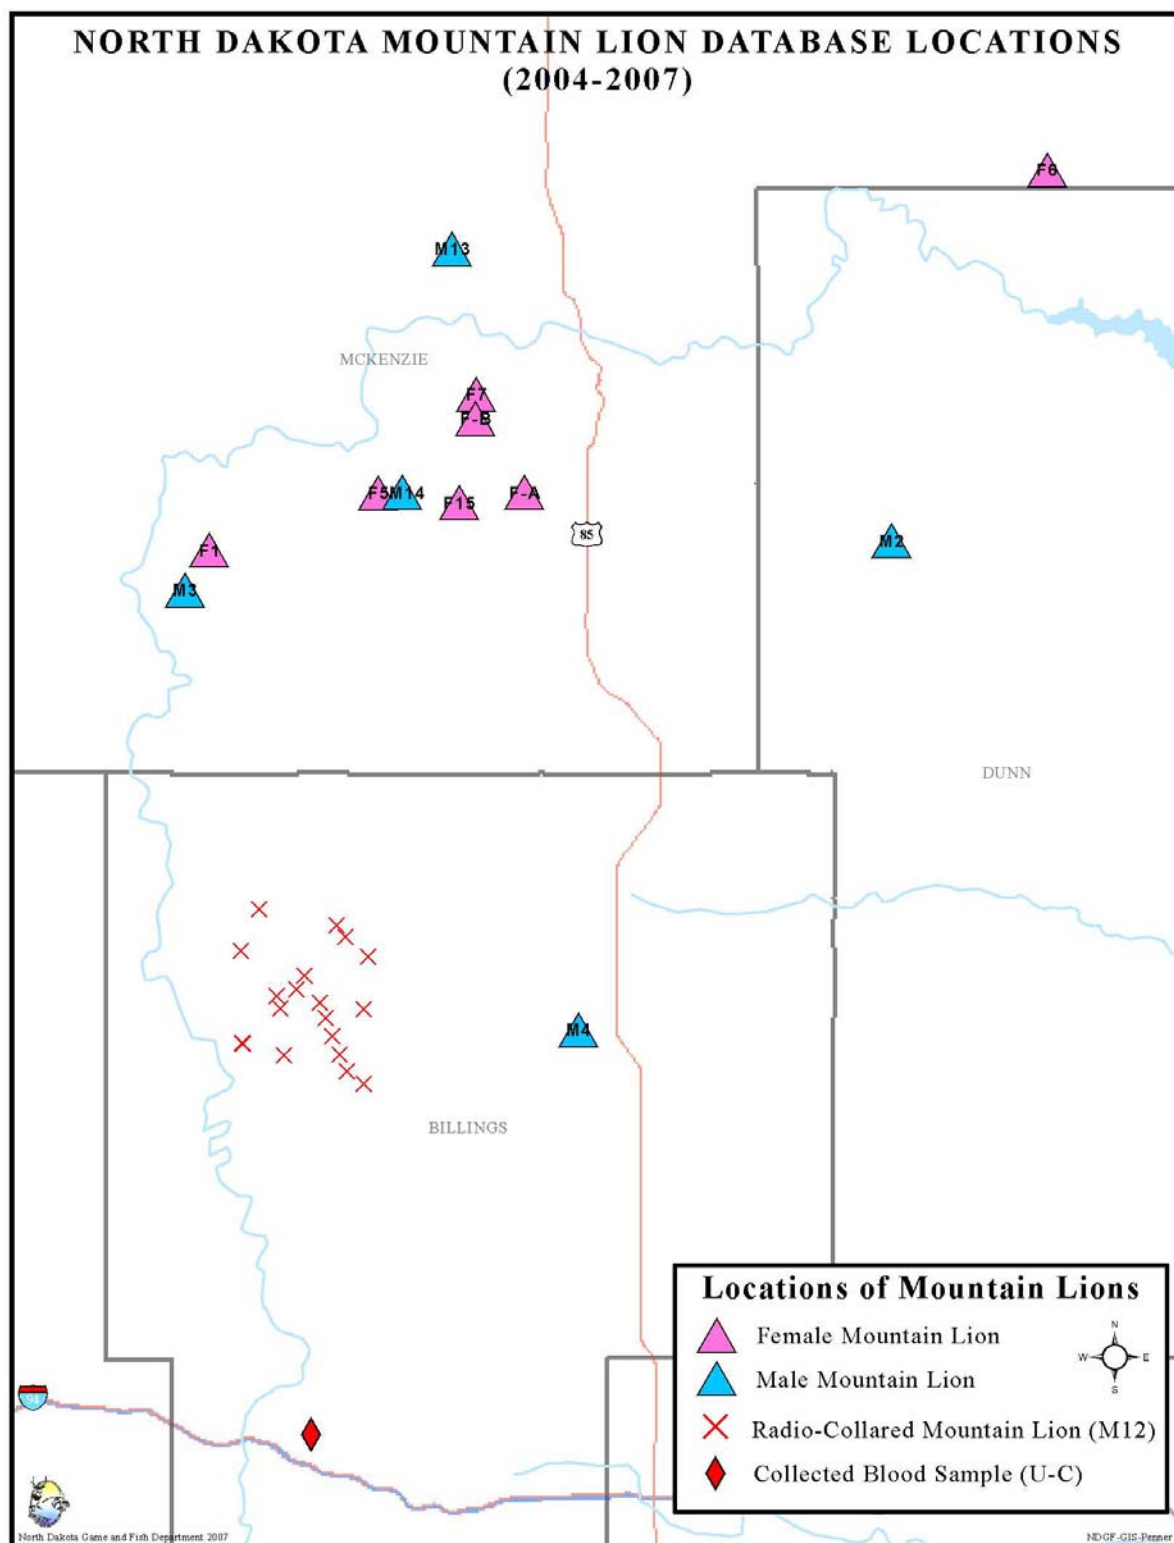 NORTH DAKOTA MOUNTAIN LION DATABASE LOCATIONS
(2004-2007)
F6
M13
MCKENZIE
F7
F-B
F5
M14
F15
F-A
85
M2
F1
M3
DUNN
M4
BILLINGS
Locations of Mountain Lions
N
Female Mountain Lion
W
E
Male Mountain Lion
S
Radio-Collared Mountain Lion (M12)
Collected Blood Sample (U-C)
North Dakota Game and Fish Department 2007
NDGF-GIS-Penner